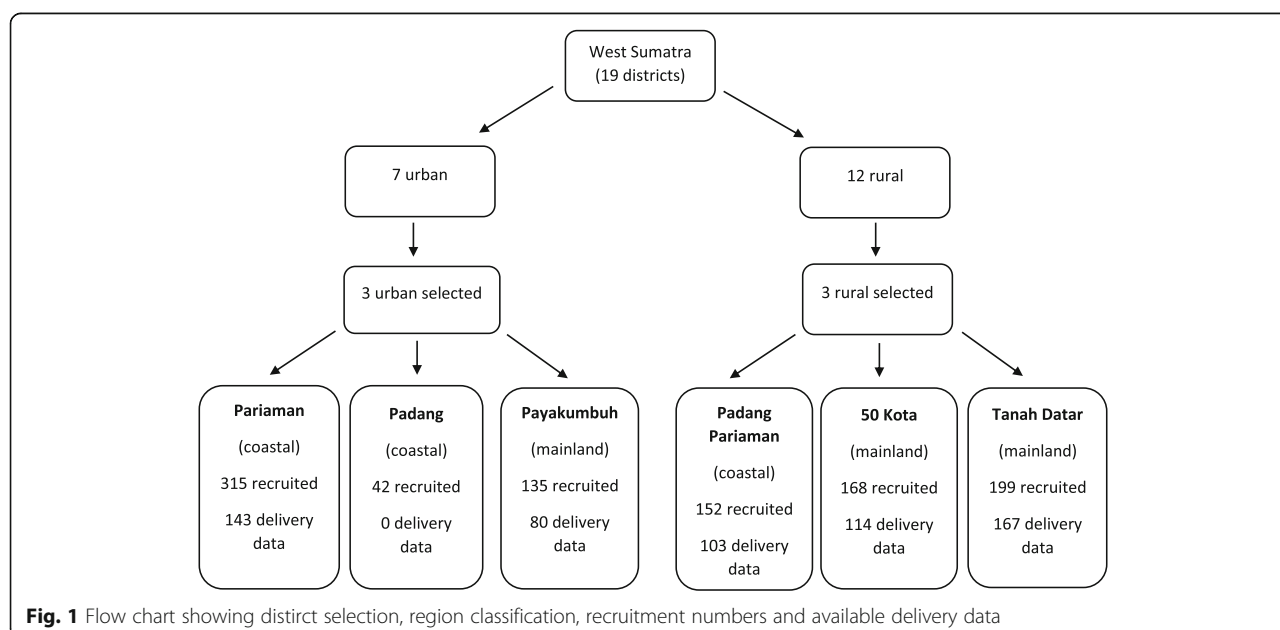 West Sumatra
(19 districts)
7 urban
12 rural
3 urban selected
3 rural selected
Pariaman
(coastal)
315 recruited
143 delivery
data
Padang
(coastal)
42 recruited
0 delivery
data
Payakumbuh
(mainland)
135 recruited
80 delivery
data
Padang
Pariaman
(coastal)
152 recruited
103 delivery
data
50 Kota
(mainland)
168 recruited
114 delivery
data
Tanah Datar
(mainland)
199 recruited
167 delivery
data
Fig. 1 Flow chart showing distirct selection, region classification, recruitment numbers and available delivery data